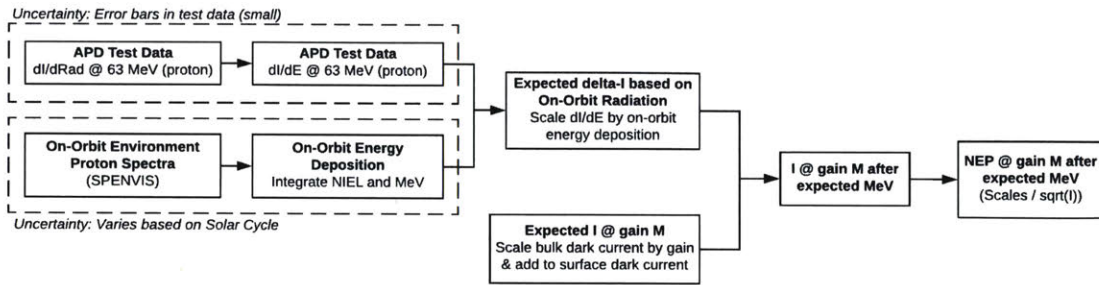 Uncertainty: Error bars in test data (small)
APD Test Data
dI/dRad @ 63 MeV (proton)
APD Test Data
dI/dE @ 63 MeV (proton)
On-Orbit Environment
Proton Spectra
(SPENVIS)
On-Orbit Energy
Deposition
Integrate NIEL and MeV
Uncertainty: Varies based on Solar Cycle
Expected delta-I based on
On-Orbit Radiation
Scale dI/dE by on-orbit
energy deposition
Expected I @ gain M
Scale bulk dark current by gain
& add to surface dark current
I @ gain M after
expected MeV
NEP @ gain M after
expected MeV
(Scales / sqrt(I))